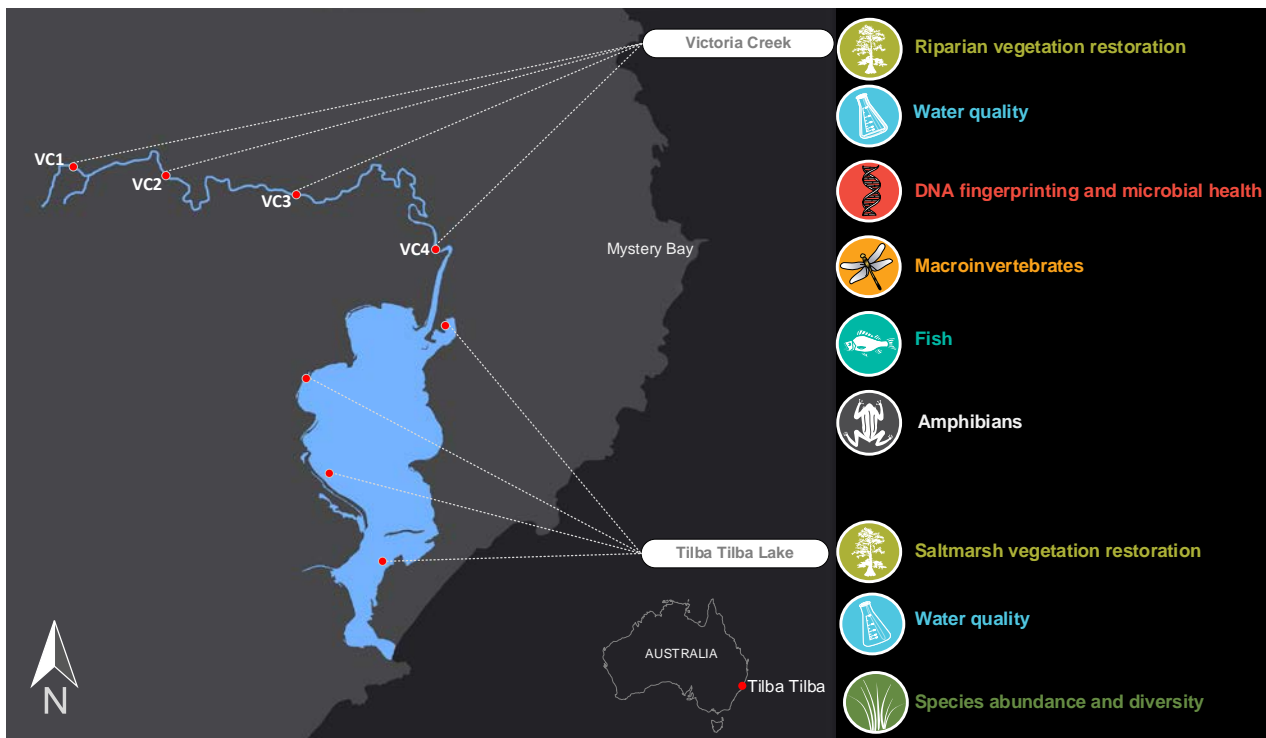 Victoria Creek
Riparian vegetation restoration
Water quality
VC1
VC2
VC3
DNA fingerprinting and microbial health
VC4
Mystery Bay
Macroinvertebrates
Fish
Amphibians
Tilba Tilba Lake
Saltmarsh vegetation restoration
Water quality
AUSTRALIA
Tilba Tilba
N
Species abundance and diversity